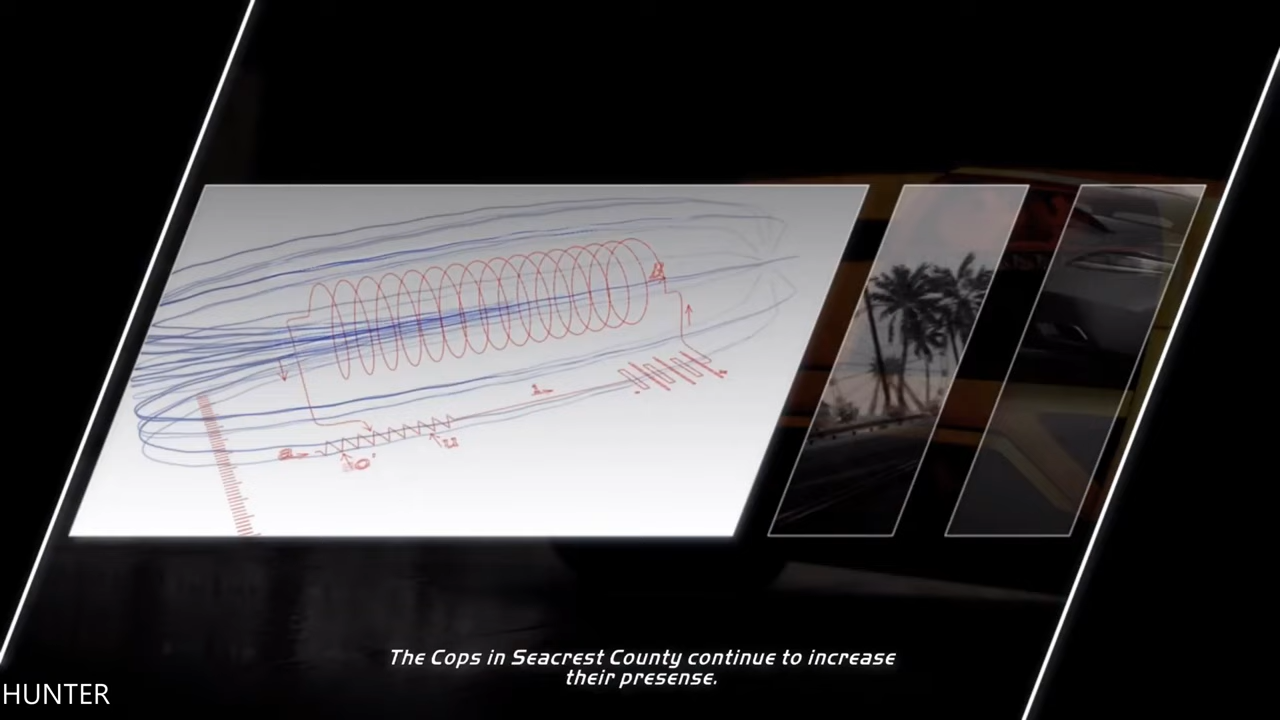 The Cops in Seacrest County continue to increase
their presense.
HUNTER